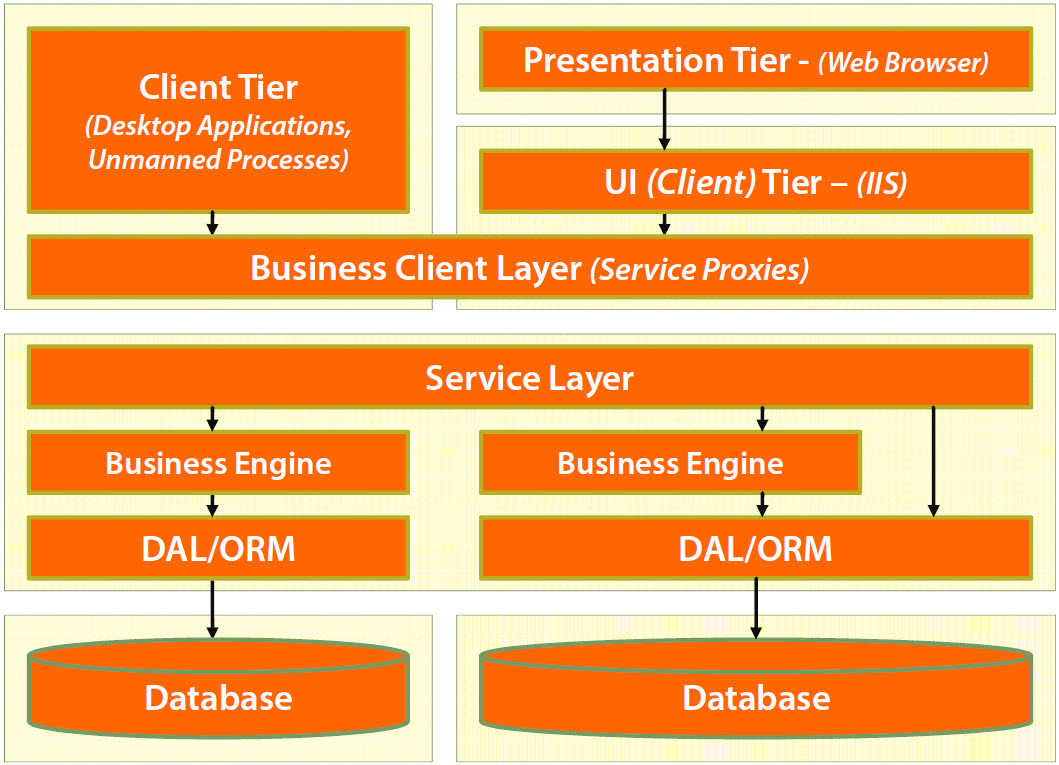 Client Tier
(Desktop Applications,
Unmanned Processes)
Presentation Tier - (Web Browser)
UI (Client) Tier – (IIS)
Business Client Layer (Service Proxies)
Service Layer
Business Engine
Business Engine
DAL/ORM
DAL/ORM
Database
Database